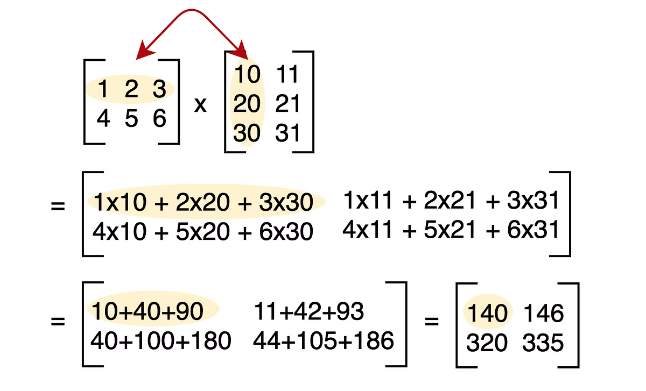 1 2 3
4 5 6
x
10 11
20 21
30 31
=
1x10 + 2x20 + 3x30 1x11 + 2x21 + 3x31
4x10 + 5x20 + 6x30 4x11 + 5x21 + 6x31
=
10+40+90 11+42+93
40+100+180 44+105+186
=
140 146
320 335